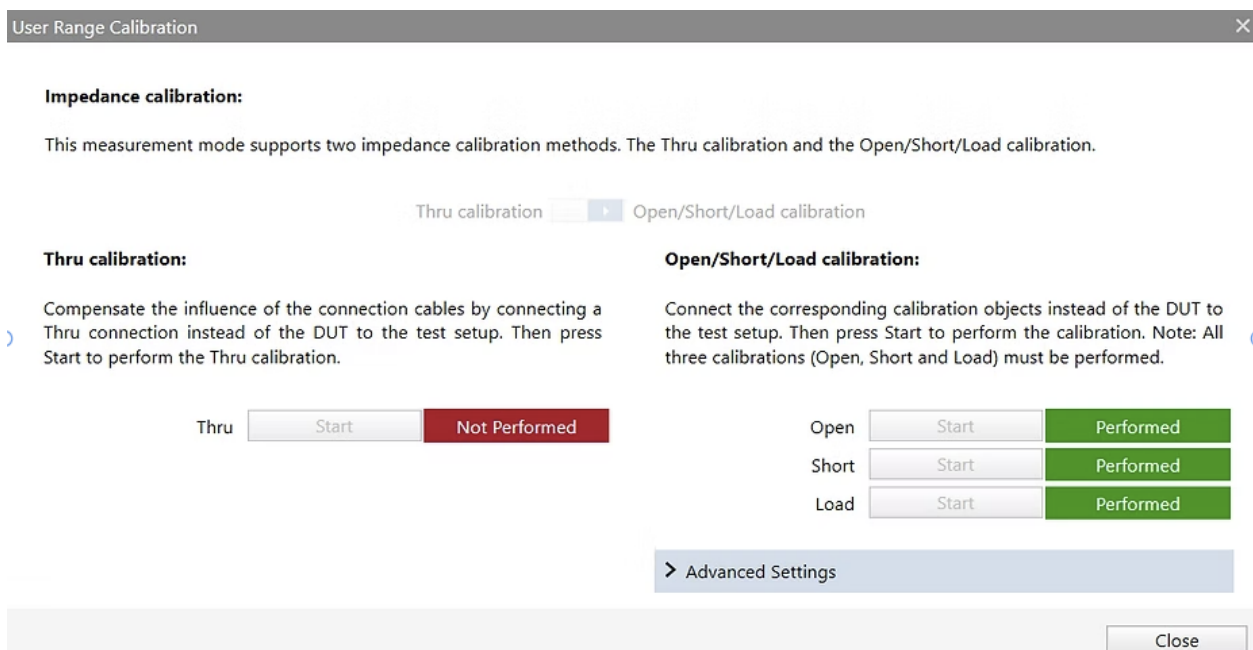 User Range Calibration
Impedance calibration:
This measurement mode supports two impedance calibration methods. The Thru calibration and the Open/Short/Load calibration.
Thru calibration Open/Short/Load calibration
Thru calibration:
Compensate the influence of the connection cables by connecting a
Thru connection instead of the DUT to the test setup. Then press
Start to perform the Thru calibration.
Thru Start Not Performed
Open/Short/Load calibration:
Connect the corresponding calibration objects instead of the DUT to
the test setup. Then press Start to perform the calibration. Note: All
three calibrations (Open, Short and Load) must be performed.
Open Start Performed
Short Start Performed
Load Start Performed
Advanced Settings
Close